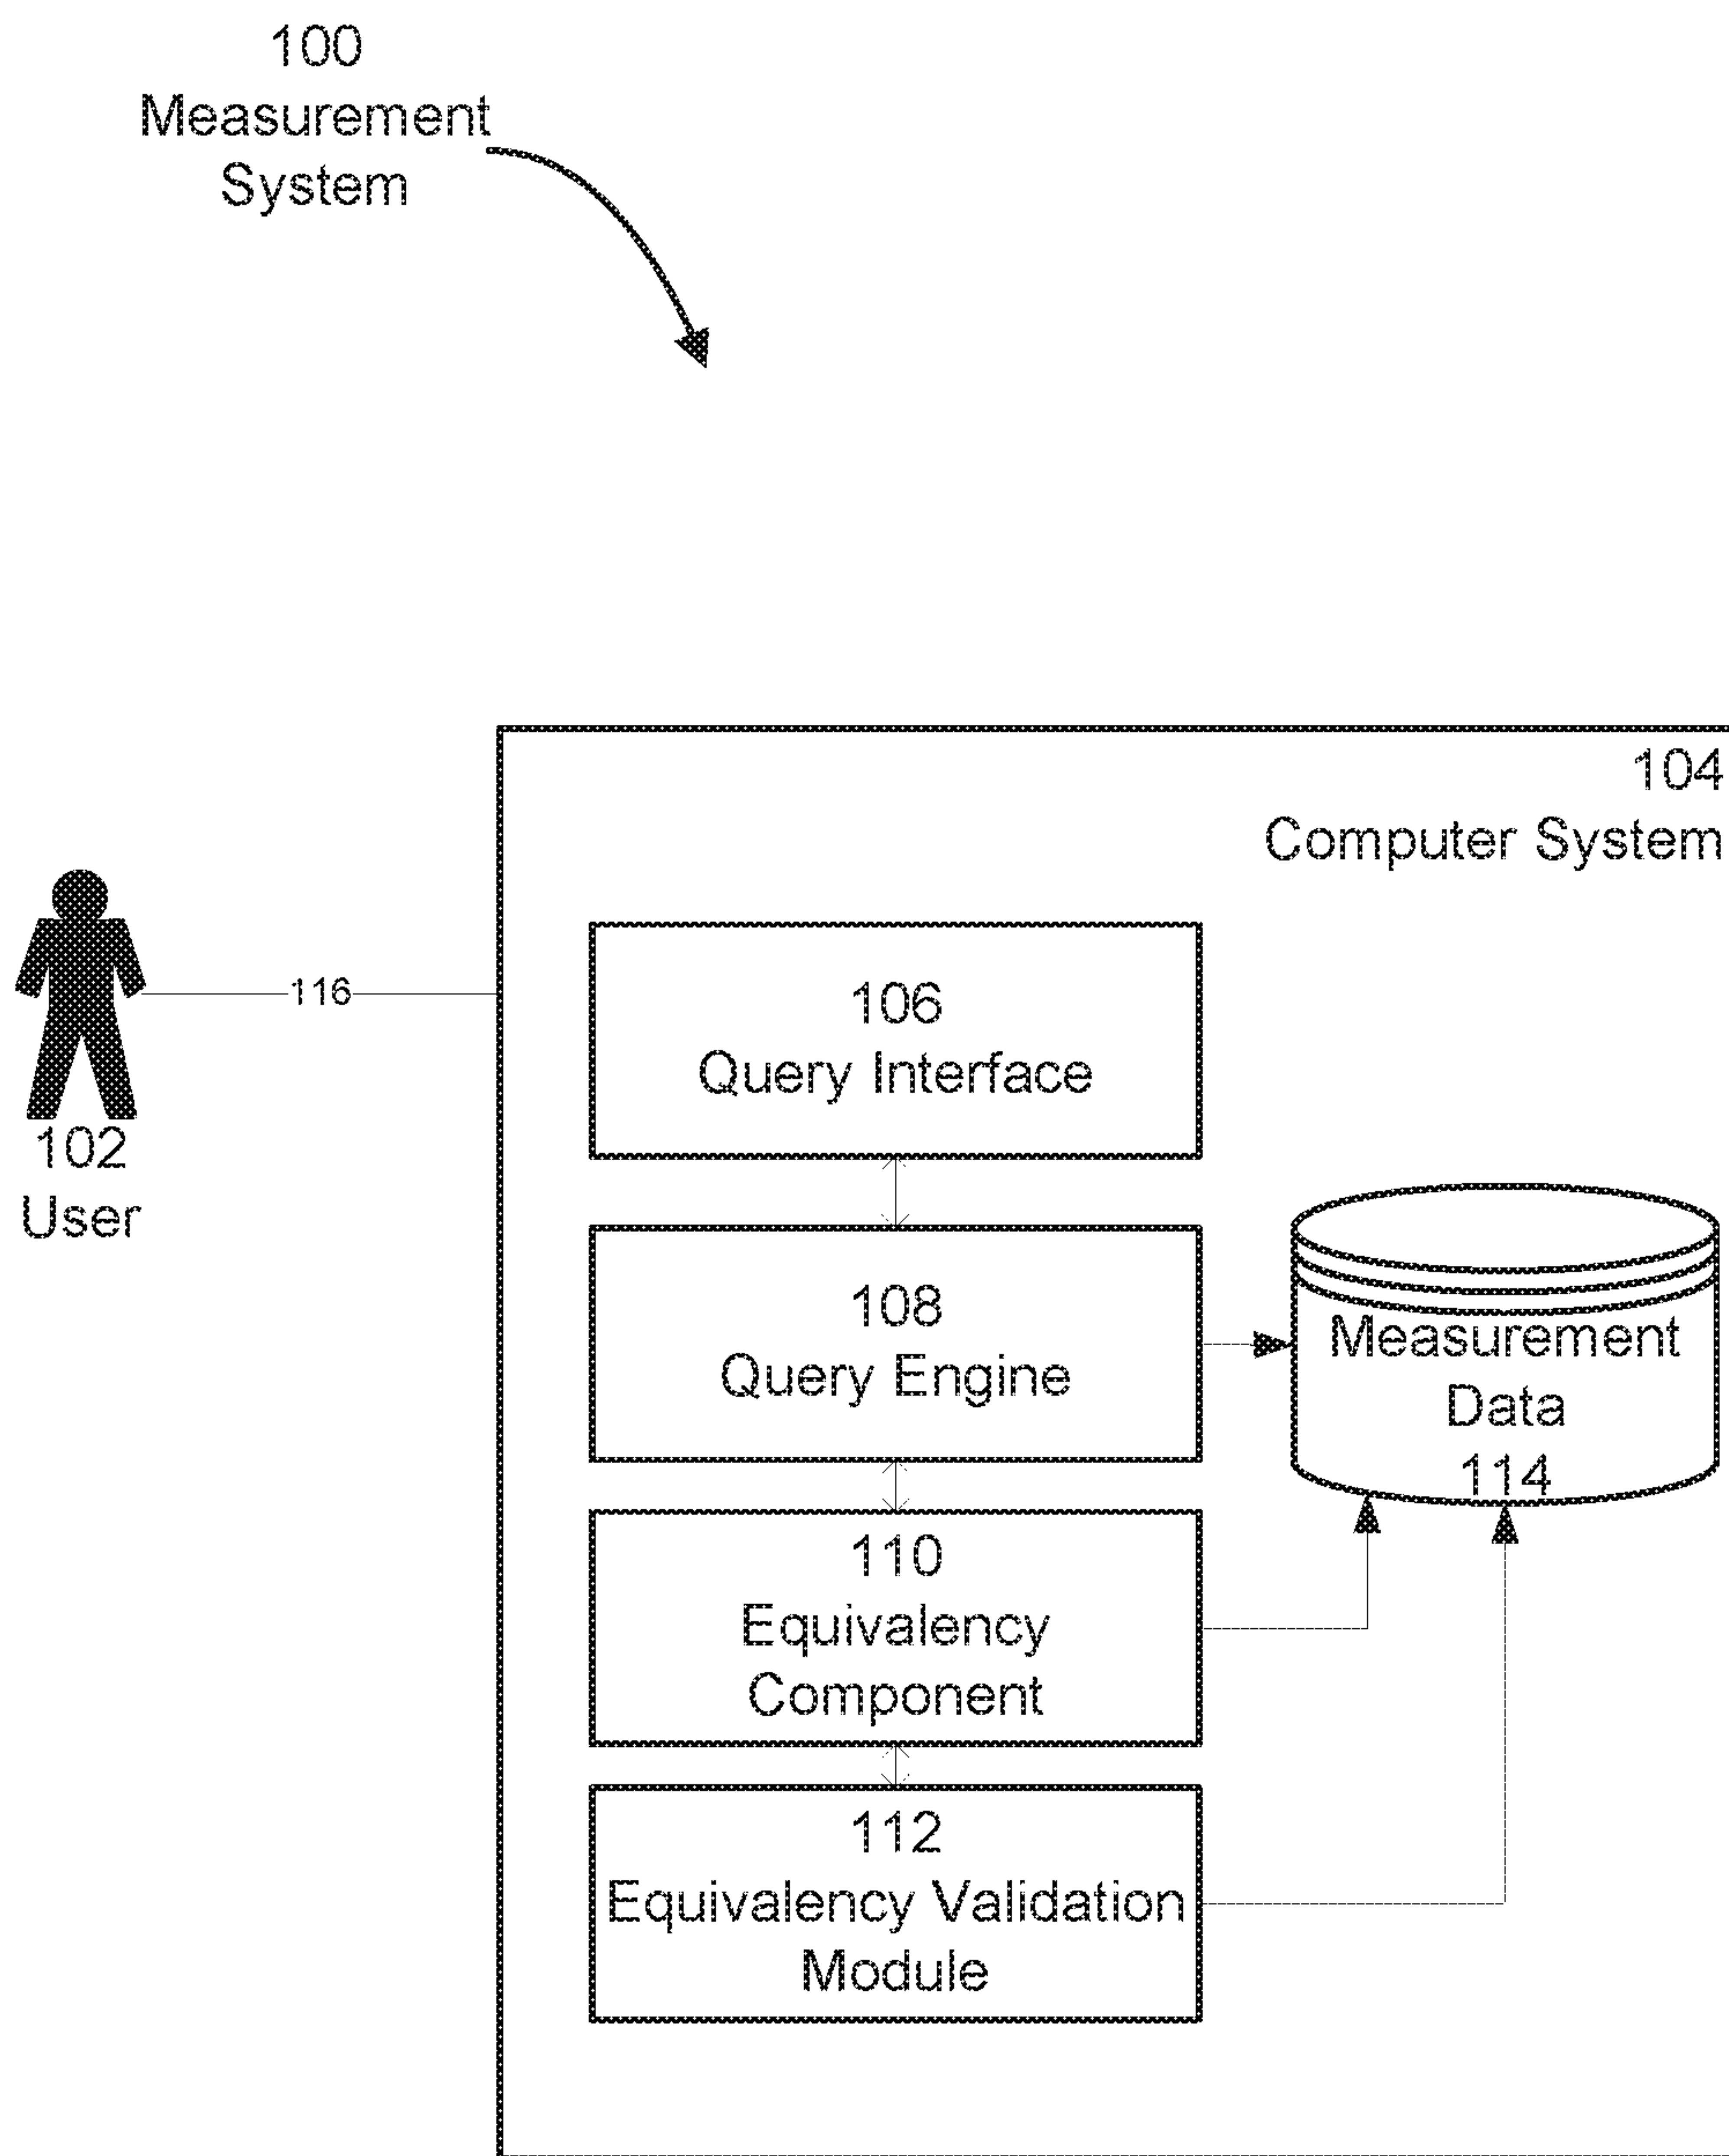 100
Measurement
System
104
Computer System
116
102
User
106
Query Interface
108
Query Engine
Measurement
Data
114
110
Equivalency
Component
112
Equivalency Validation
Module